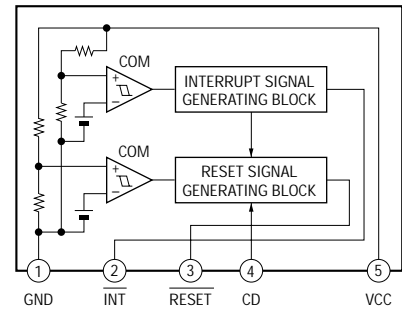 COM
+
−
INTERRUPT SIGNAL
GENERATING BLOCK
COM
+
−
RESET SIGNAL
GENERATING BLOCK
1 2 3 4 5
GND INT RESET CD VCC